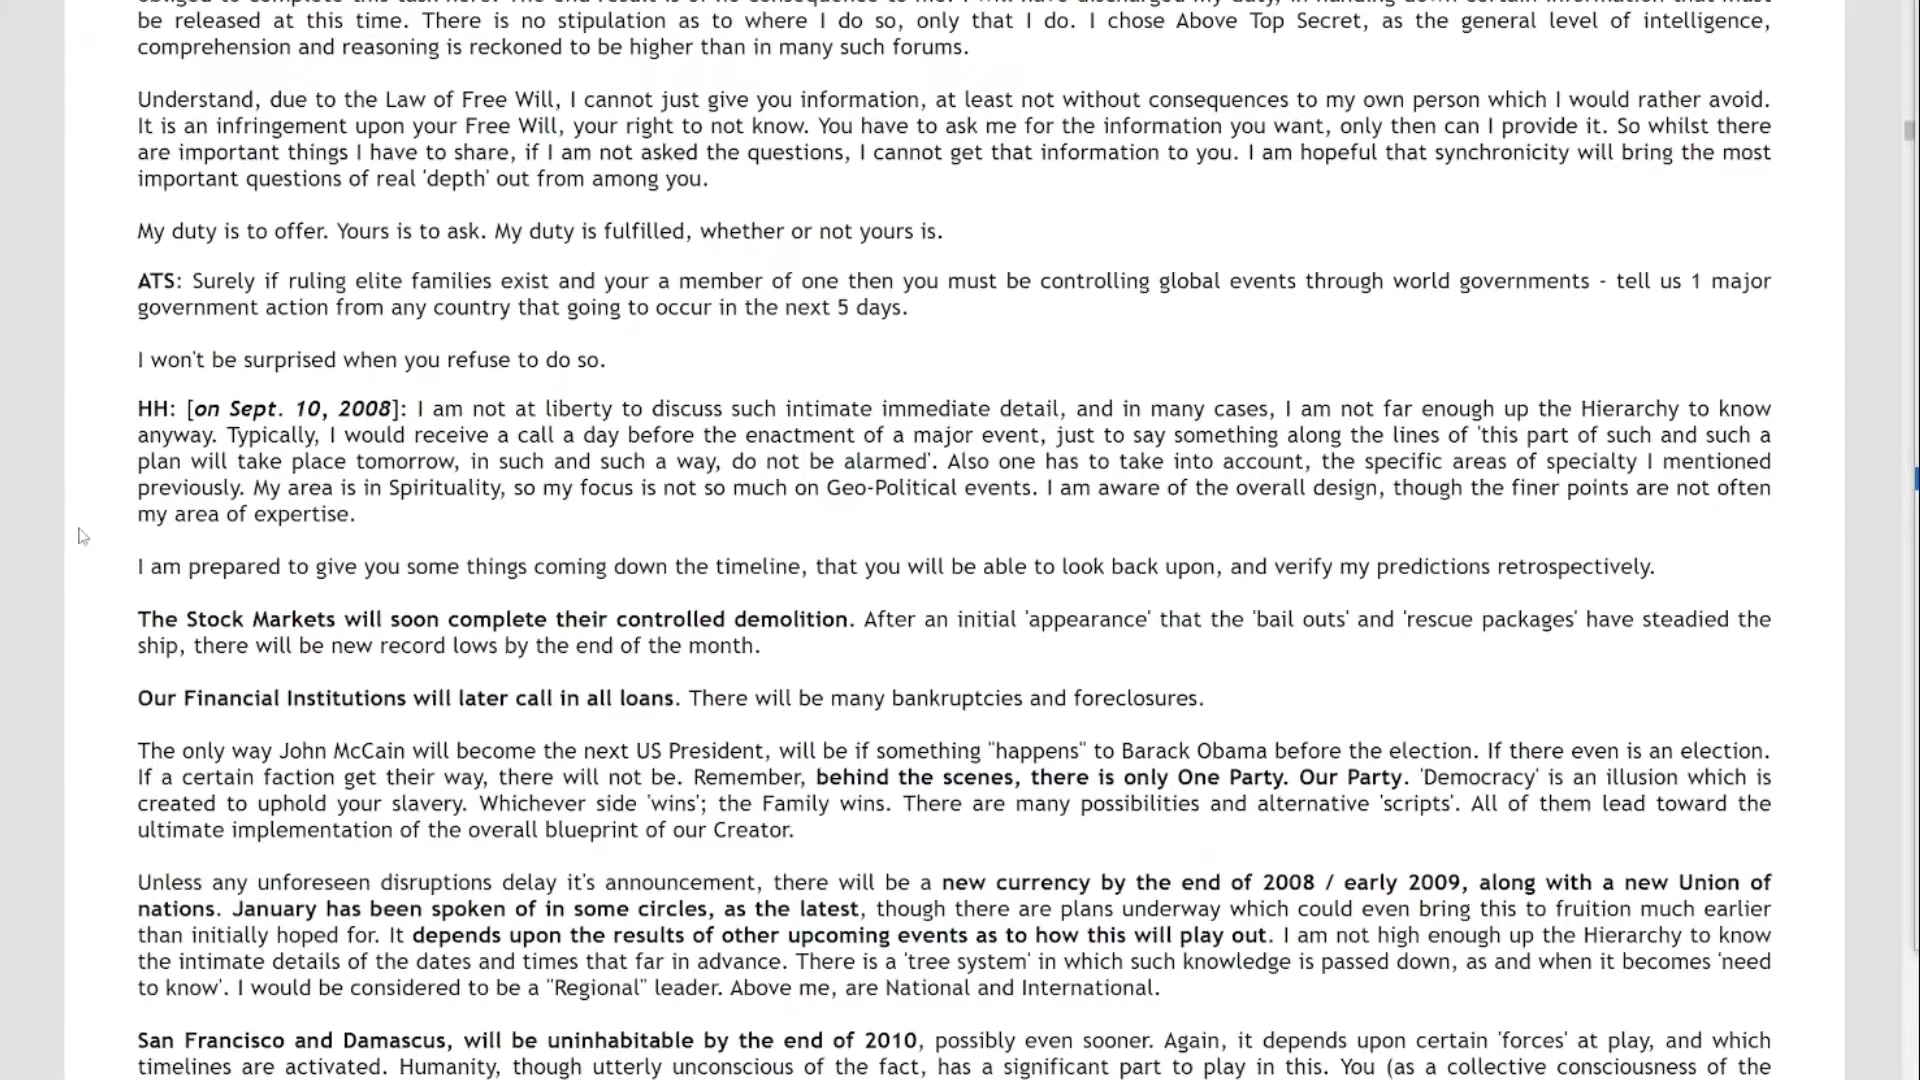 be released at this time. There is no stipulation as to where I do so, only that I do. I chose Above Top Secret, as the general level of intelligence,
comprehension and reasoning is reckoned to be higher than in many such forums.
Understand, due to the Law of Free Will, I cannot just give you information, at least not without consequences to my own person which I would rather avoid.
It is an infringement upon your Free Will, your right to not know. You have to ask me for the information you want, only then can I provide it. So whilst there
are important things I have to share, if I am not asked the questions, I cannot get that information to you. I am hopeful that synchronicity will bring the most
important questions of real 'depth' out from among you.
My duty is to offer. Yours is to ask. My duty is fulfilled, whether or not yours is.
ATS: Surely if ruling elite families exist and your a member of one then you must be controlling global events through world governments - tell us 1 major
government action from any country that going to occur in the next 5 days.
I won't be surprised when you refuse to do so.
HH: [on Sept. 10, 2008]: I am not at liberty to discuss such intimate immediate detail, and in many cases, I am not far enough up the Hierarchy to know
anyway. Typically, I would receive a call a day before the enactment of a major event, just to say something along the lines of 'this part of such and such a
plan will take place tomorrow, in such and such a way, do not be alarmed'. Also one has to take into account, the specific areas of specialty I mentioned
previously. My area is in Spirituality, so my focus is not so much on Geo-Political events. I am aware of the overall design, though the finer points are not often
my area of expertise.
I am prepared to give you some things coming down the timeline, that you will be able to look back upon, and verify my predictions retrospectively.
The Stock Markets will soon complete their controlled demolition. After an initial 'appearance' that the 'bail outs' and 'rescue packages' have steadied the
ship, there will be new record lows by the end of the month.
Our Financial Institutions will later call in all loans. There will be many bankruptcies and foreclosures.
The only way John McCain will become the next US President, will be if something "happens" to Barack Obama before the election. If there even is an election.
If a certain faction get their way, there will not be. Remember, behind the scenes, there is only One Party. Our Party. 'Democracy' is an illusion which is
created to uphold your slavery. Whichever side 'wins'; the Family wins. There are many possibilities and alternative 'scripts'. All of them lead toward the
ultimate implementation of the overall blueprint of our Creator.
Unless any unforeseen disruptions delay it's announcement, there will be a new currency by the end of 2008 / early 2009, along with a new Union of
nations. January has been spoken of in some circles, as the latest, though there are plans underway which could even bring this to fruition much earlier
than initially hoped for. It depends upon the results of other upcoming events as to how this will play out. I am not high enough up the Hierarchy to know
the intimate details of the dates and times that far in advance. There is a 'tree system' in which such knowledge is passed down, as and when it becomes 'need
to know'. I would be considered to be a "Regional" leader. Above me, are National and International.
San Francisco and Damascus, will be uninhabitable by the end of 2010, possibly even sooner. Again, it depends upon certain 'forces' at play, and which
timelines are activated. Humanity, though utterly unconscious of the fact, has a significant part to play in this. You (as a collective consciousness of the